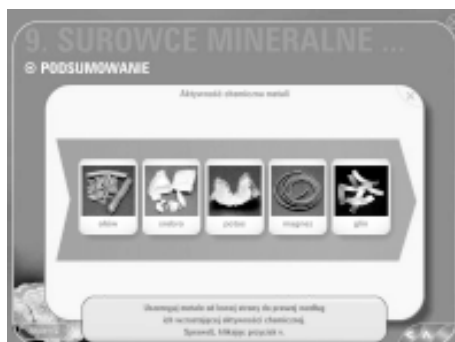 9. SUROWCE MINERALNE ...
PODSUMOWANIE
Aktywność chemiczna metali
ołów srebro potas magnez glin
Uszereguj metale od lewej strony do prawej według
ich wzrastającej aktywności chemicznej.
Sprawdź, klikając przycisk